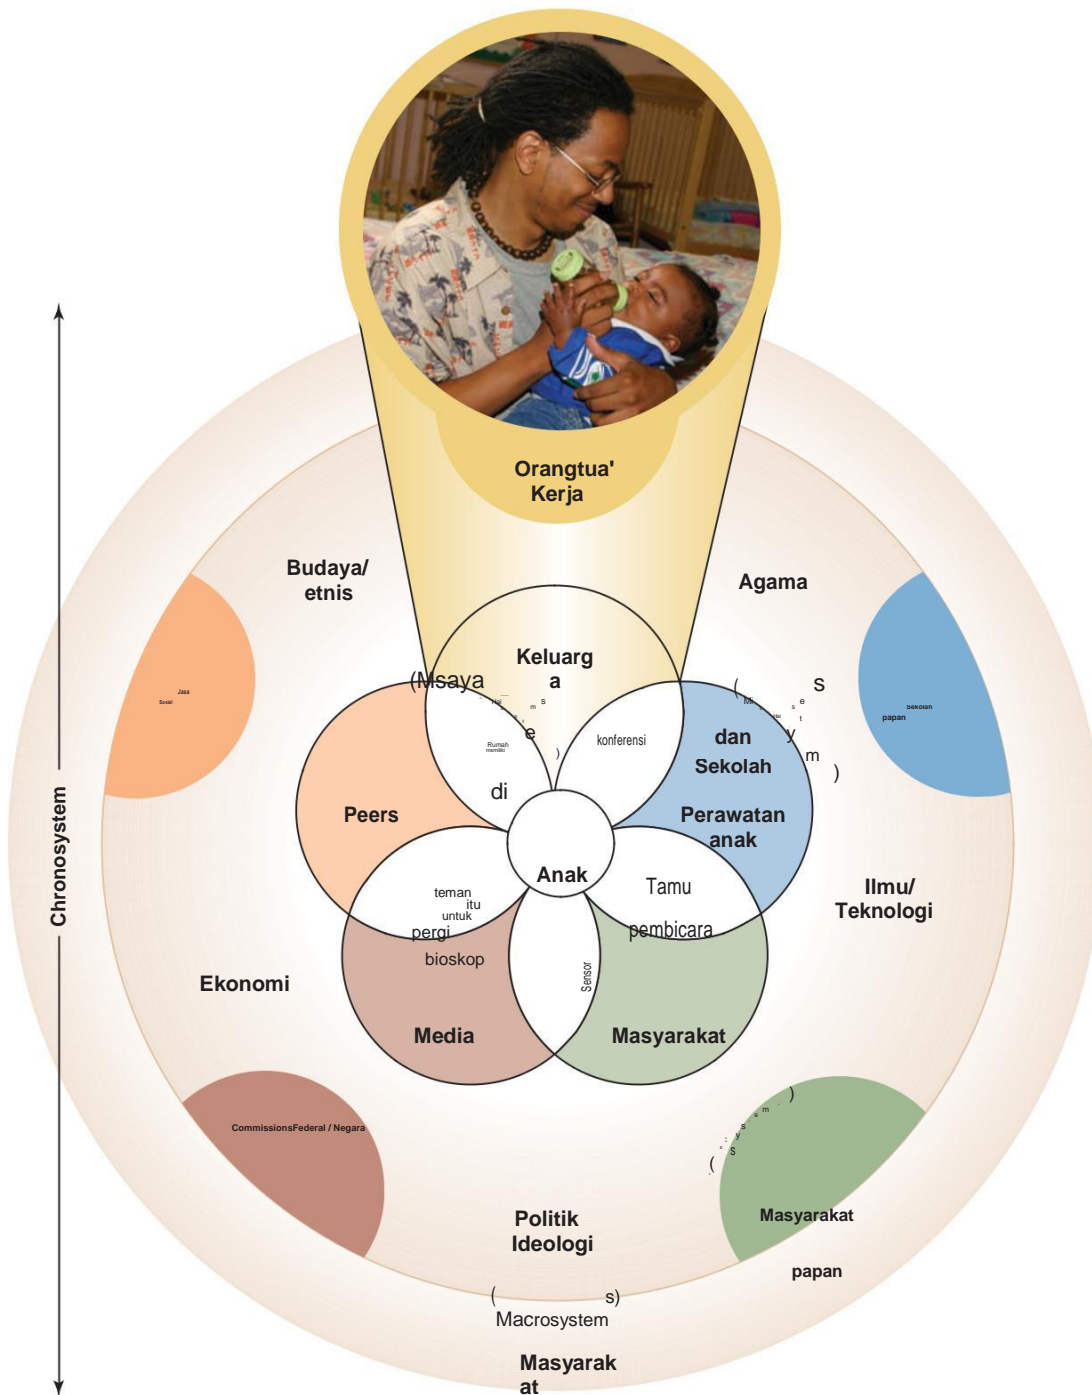 Orangtua'
Kerja
Budaya/
etnis
Agama
Keluarg
a
Jasa
Sosial
Sekolah
papan
(Msaya
s
m
e
)
Rumah
memiliki
di
konferensi
(
s
e
t
y
m
)
dan
Sekolah
Perawatan
anak
Peers
Anak
Chronosystem
teman
itu
untuk
pergi
bioskop
Tamu
pembicara
Ilmu/
Teknologi
Ekonomi
Sensor
Media
Masyarakat
CommissionsFederal / Negara
Masyarakat
papan
Politik
Ideologi
( s)
Macrosystem
Masyarak
at